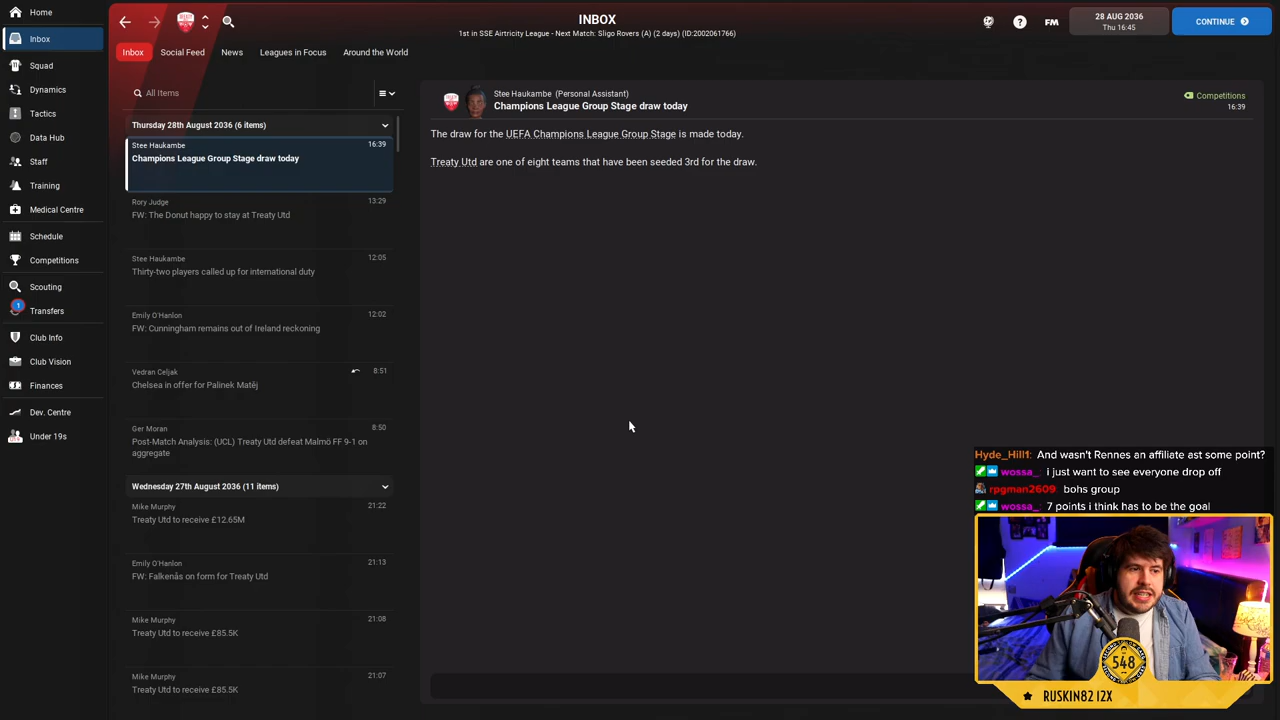 Home
INBOX
1st in SSE Airtricity League - Next Match: Sligo Rovers (A) (2 days) (ID:2002061766)
?
FM
28 AUG 2036
Thu 16:45
CONTINUE
Inbox
Squad
Dynamics
Tactics
Data Hub
Staff
Training
Medical Centre
Schedule
Competitions
Scouting
1
Transfers
Club Info
Club Vision
Finances
Dev. Centre
Under 19s
Inbox Social Feed News Leagues in Focus Around the World
All Items
Thursday 28th August 2036 (6 items)
Stee Haukambe 16:39
Champions League Group Stage draw today
Rory Judge 13:29
FW: The Donut happy to stay at Treaty Utd
Stee Haukambe 12:05
Thirty-two players called up for international duty
Emily O'Hanlon 12:02
FW: Cunningham remains out of Ireland reckoning
Vedran Celjak 8:51
Chelsea in offer for Palinek Matěj
Ger Moran 8:50
Post-Match Analysis: (UCL) Treaty Utd defeat Malmö FF 9-1 on
aggregate
Wednesday 27th August 2036 (11 items)
Mike Murphy 21:22
Treaty Utd to receive £12.65M
Emily O'Hanlon 21:13
FW: Falkenås on form for Treaty Utd
Mike Murphy 21:08
Treaty Utd to receive £85.5K
Mike Murphy 21:07
Treaty Utd to receive £85.5K
Stee Haukambe (Personal Assistant)
Champions League Group Stage draw today
Competitions
16:39
The draw for the UEFA Champions League Group Stage is made today.
Treaty Utd are one of eight teams that have been seeded 3rd for the draw.
Hyde_Hill1: And wasn't Rennes an affiliate ast some point?
wossa_: i just want to see everyone drop off
rpgman2609: bohs group
wossa_: 7 points i think has to be the goal
548
RUSKIN82 12X